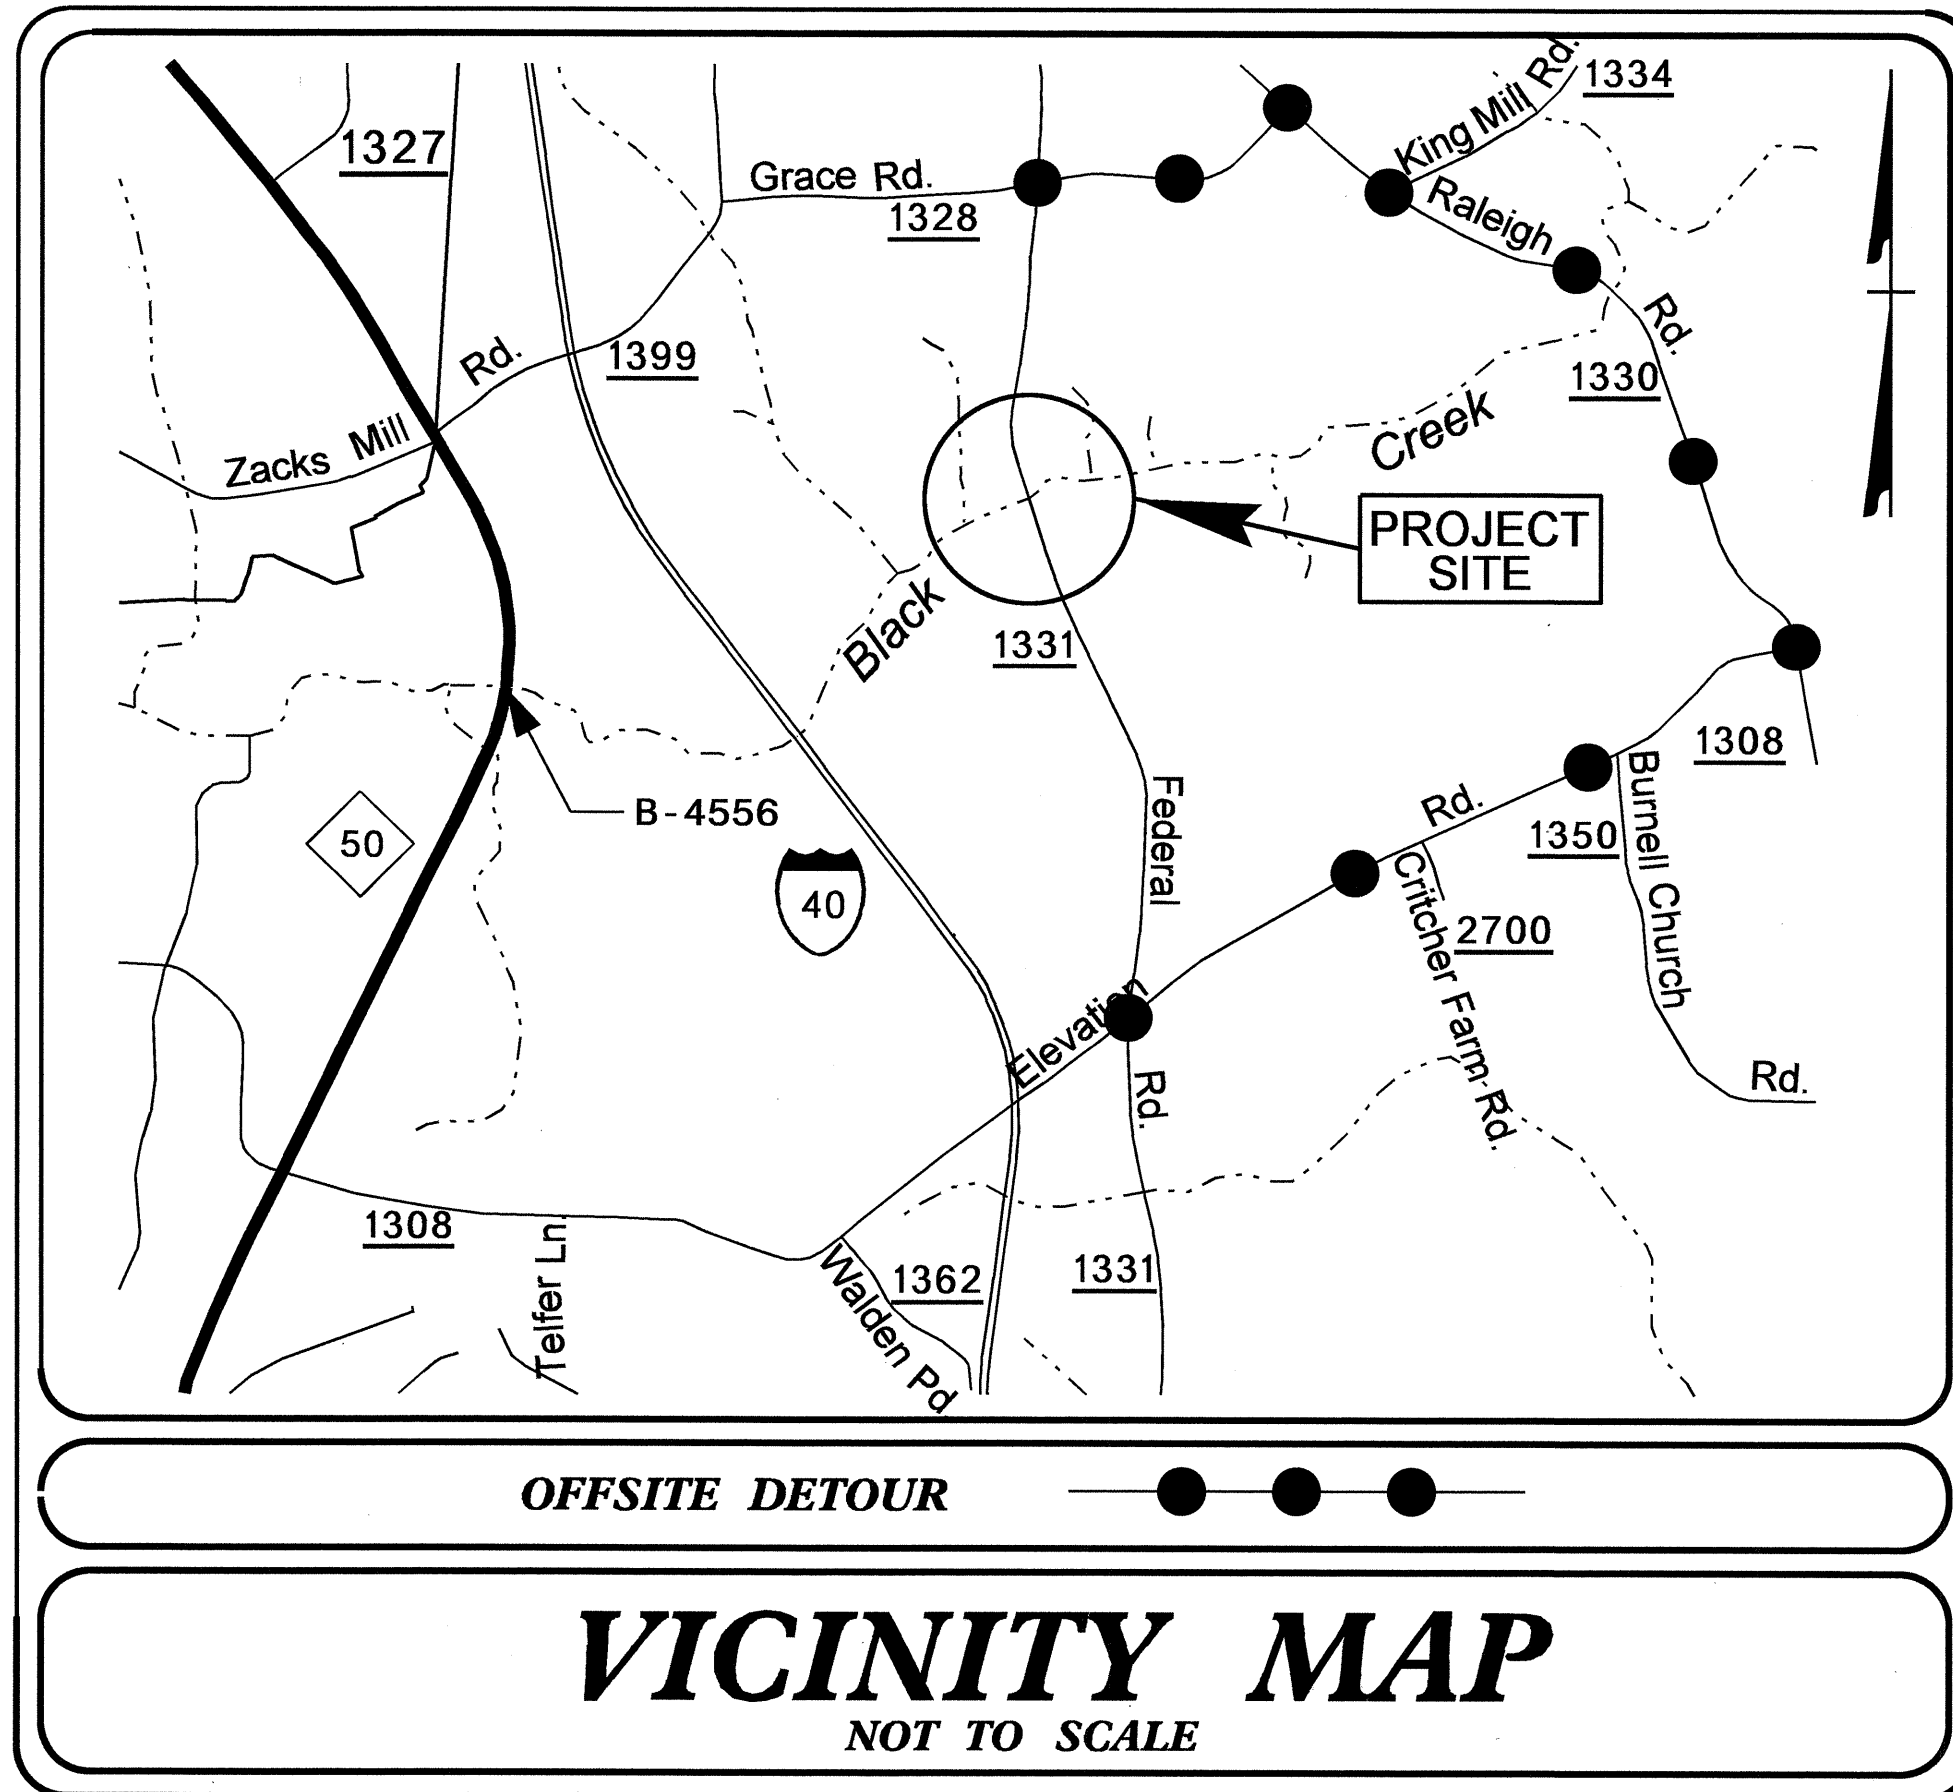 King Mill Rd.
1334
1327
Grace Rd.
1328
Raleigh
Rd.
1330
Rd.
1399
Zacks Mill
Creek
PROJECT
SITE
Black
1331
1308
B-4556
50
40
Federal
Rd.
1350
Burnell Church
Critcher Farm Rd.
2700
Elevation
Rd.
Rd.
1308
Telfer Ln.
Walden Pd
1362
1331
OFFSITE DETOUR
VICINITY MAP
NOT TO SCALE